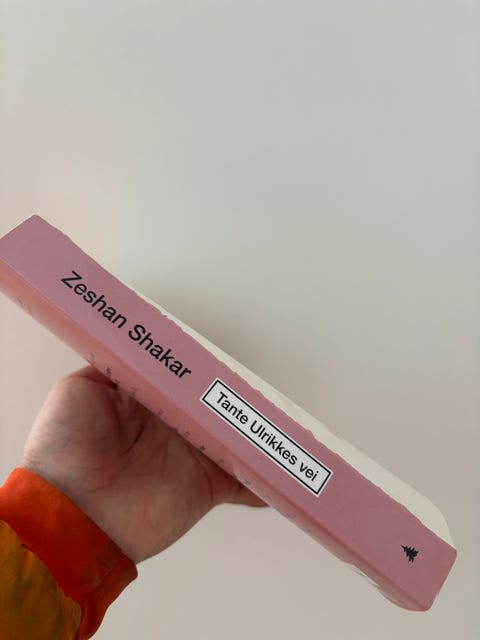 Zeshan Shakar
Tante Ulrikkes vei